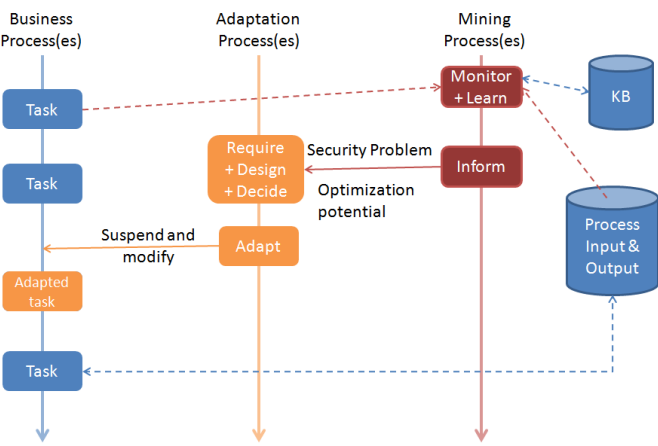 Business
Process(es)
Adaptation
Process(es)
Mining
Process(es)
Monitor
+ Learn
KB
Task
Require
+ Design
+ Decide
Security Problem
Optimization
potential
Inform
Task
Process
Input &
Output
Suspend and
modify
Adapt
Adapted
task
Task